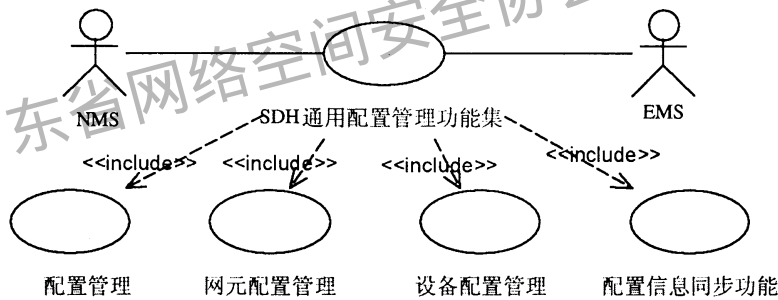 东省网络空间安全协会
NMS
EMS
SDH通用配置管理功能集
<<include>>
<<include>>
<<include>>
<<include>>
配置管理
网元配置管理
设备配置管理
配置信息同步功能